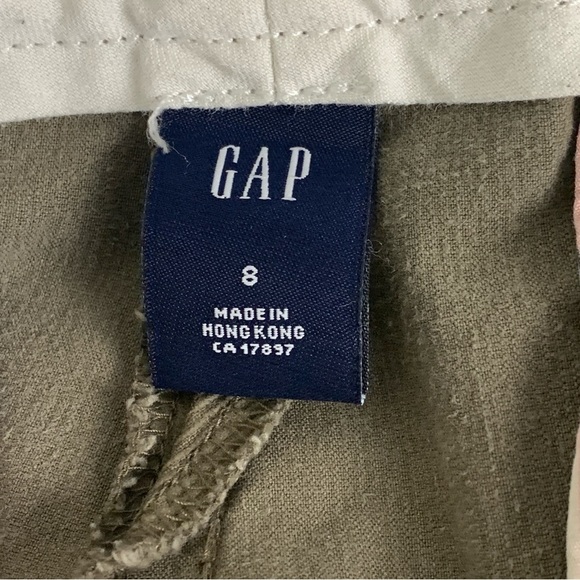 GAP
8
MADE IN
HONG KONG
CA 17897